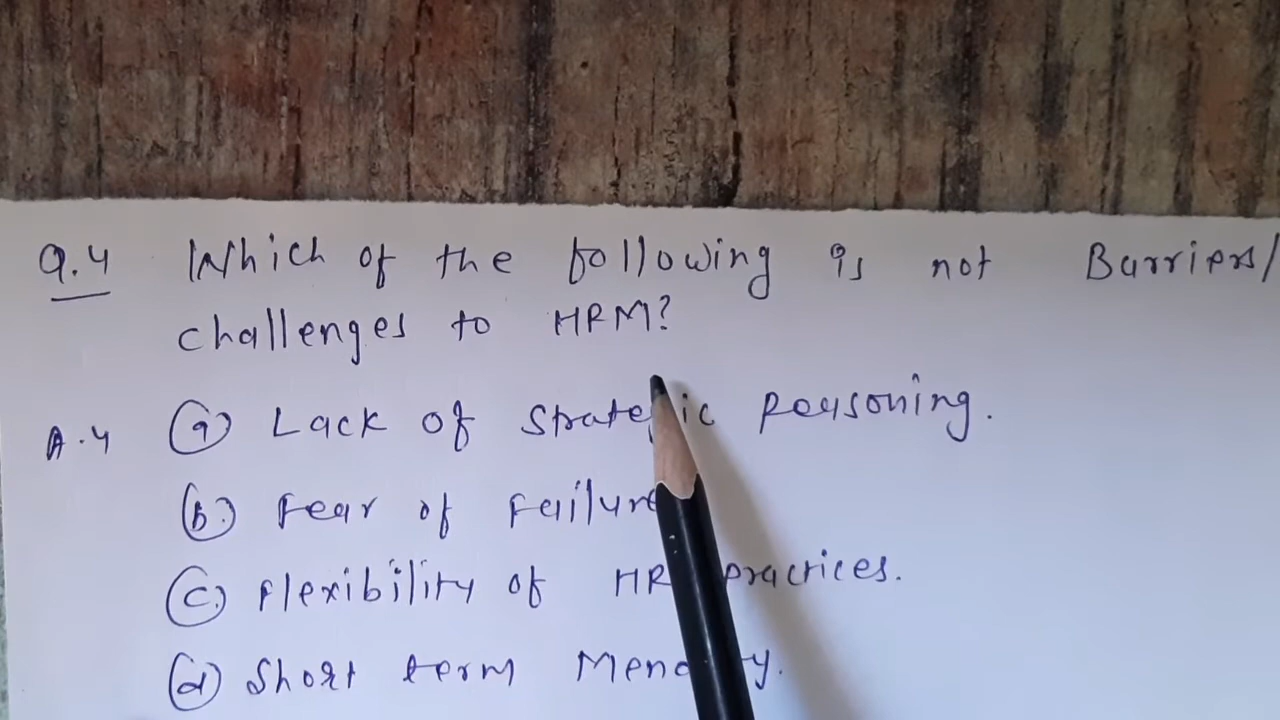 Q.4 Which of the following is not Barriers/
challenges to HRM?
A.4 (a) Lack of Strategic Reasoning.
(b) Fear of Failure
(c) Flexibility of HR practices.
(d) Short term